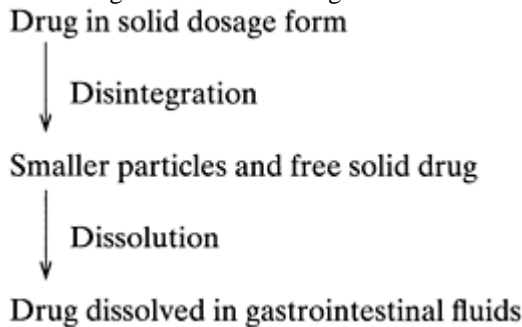 Drug in solid dosage form
Disintegration
Smaller particles and free solid drug
Dissolution
Drug dissolved in gastrointestinal fluids